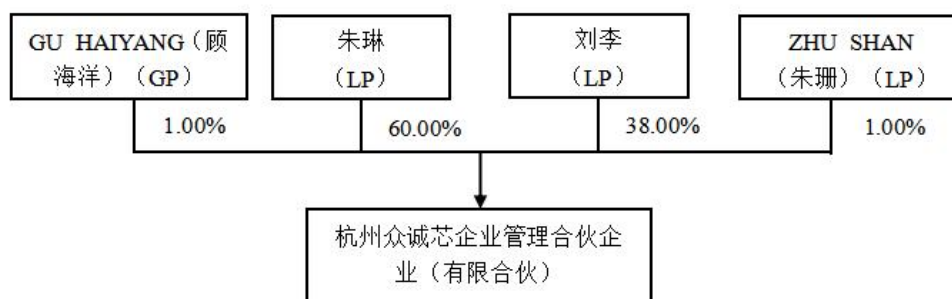 GU HAIYANG（顾
海洋）（GP）
朱琳
（LP）
刘李
（LP）
ZHU SHAN
（朱珊）（LP）
1.00%
60.00%
38.00%
1.00%
杭州众诚芯企业管理合伙企
业（有限合伙）